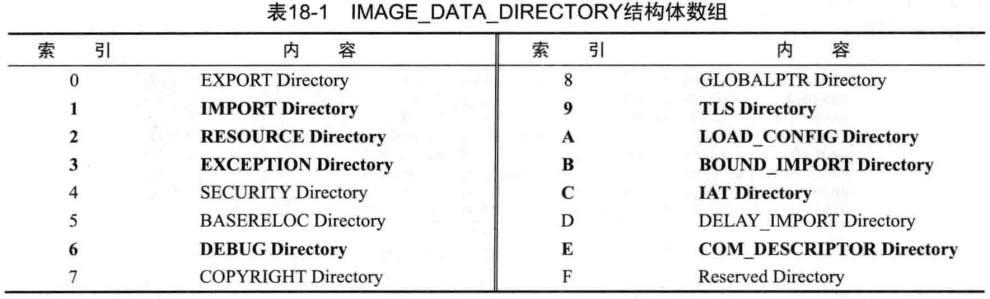 表18-1 IMAGE_DATA_DIRECTORY结构体数组
索 引 内 容 索 引 内 容
0 EXPORT Directory 8 GLOBALPTR Directory
1 IMPORT Directory 9 TLS Directory
2 RESOURCE Directory A LOAD_CONFIG Directory
3 EXCEPTION Directory B BOUND_IMPORT Directory
4 SECURITY Directory C IAT Directory
5 BASERELOC Directory D DELAY_IMPORT Directory
6 DEBUG Directory E COM_DESCRIPTOR Directory
7 COPYRIGHT Directory F Reserved Directory